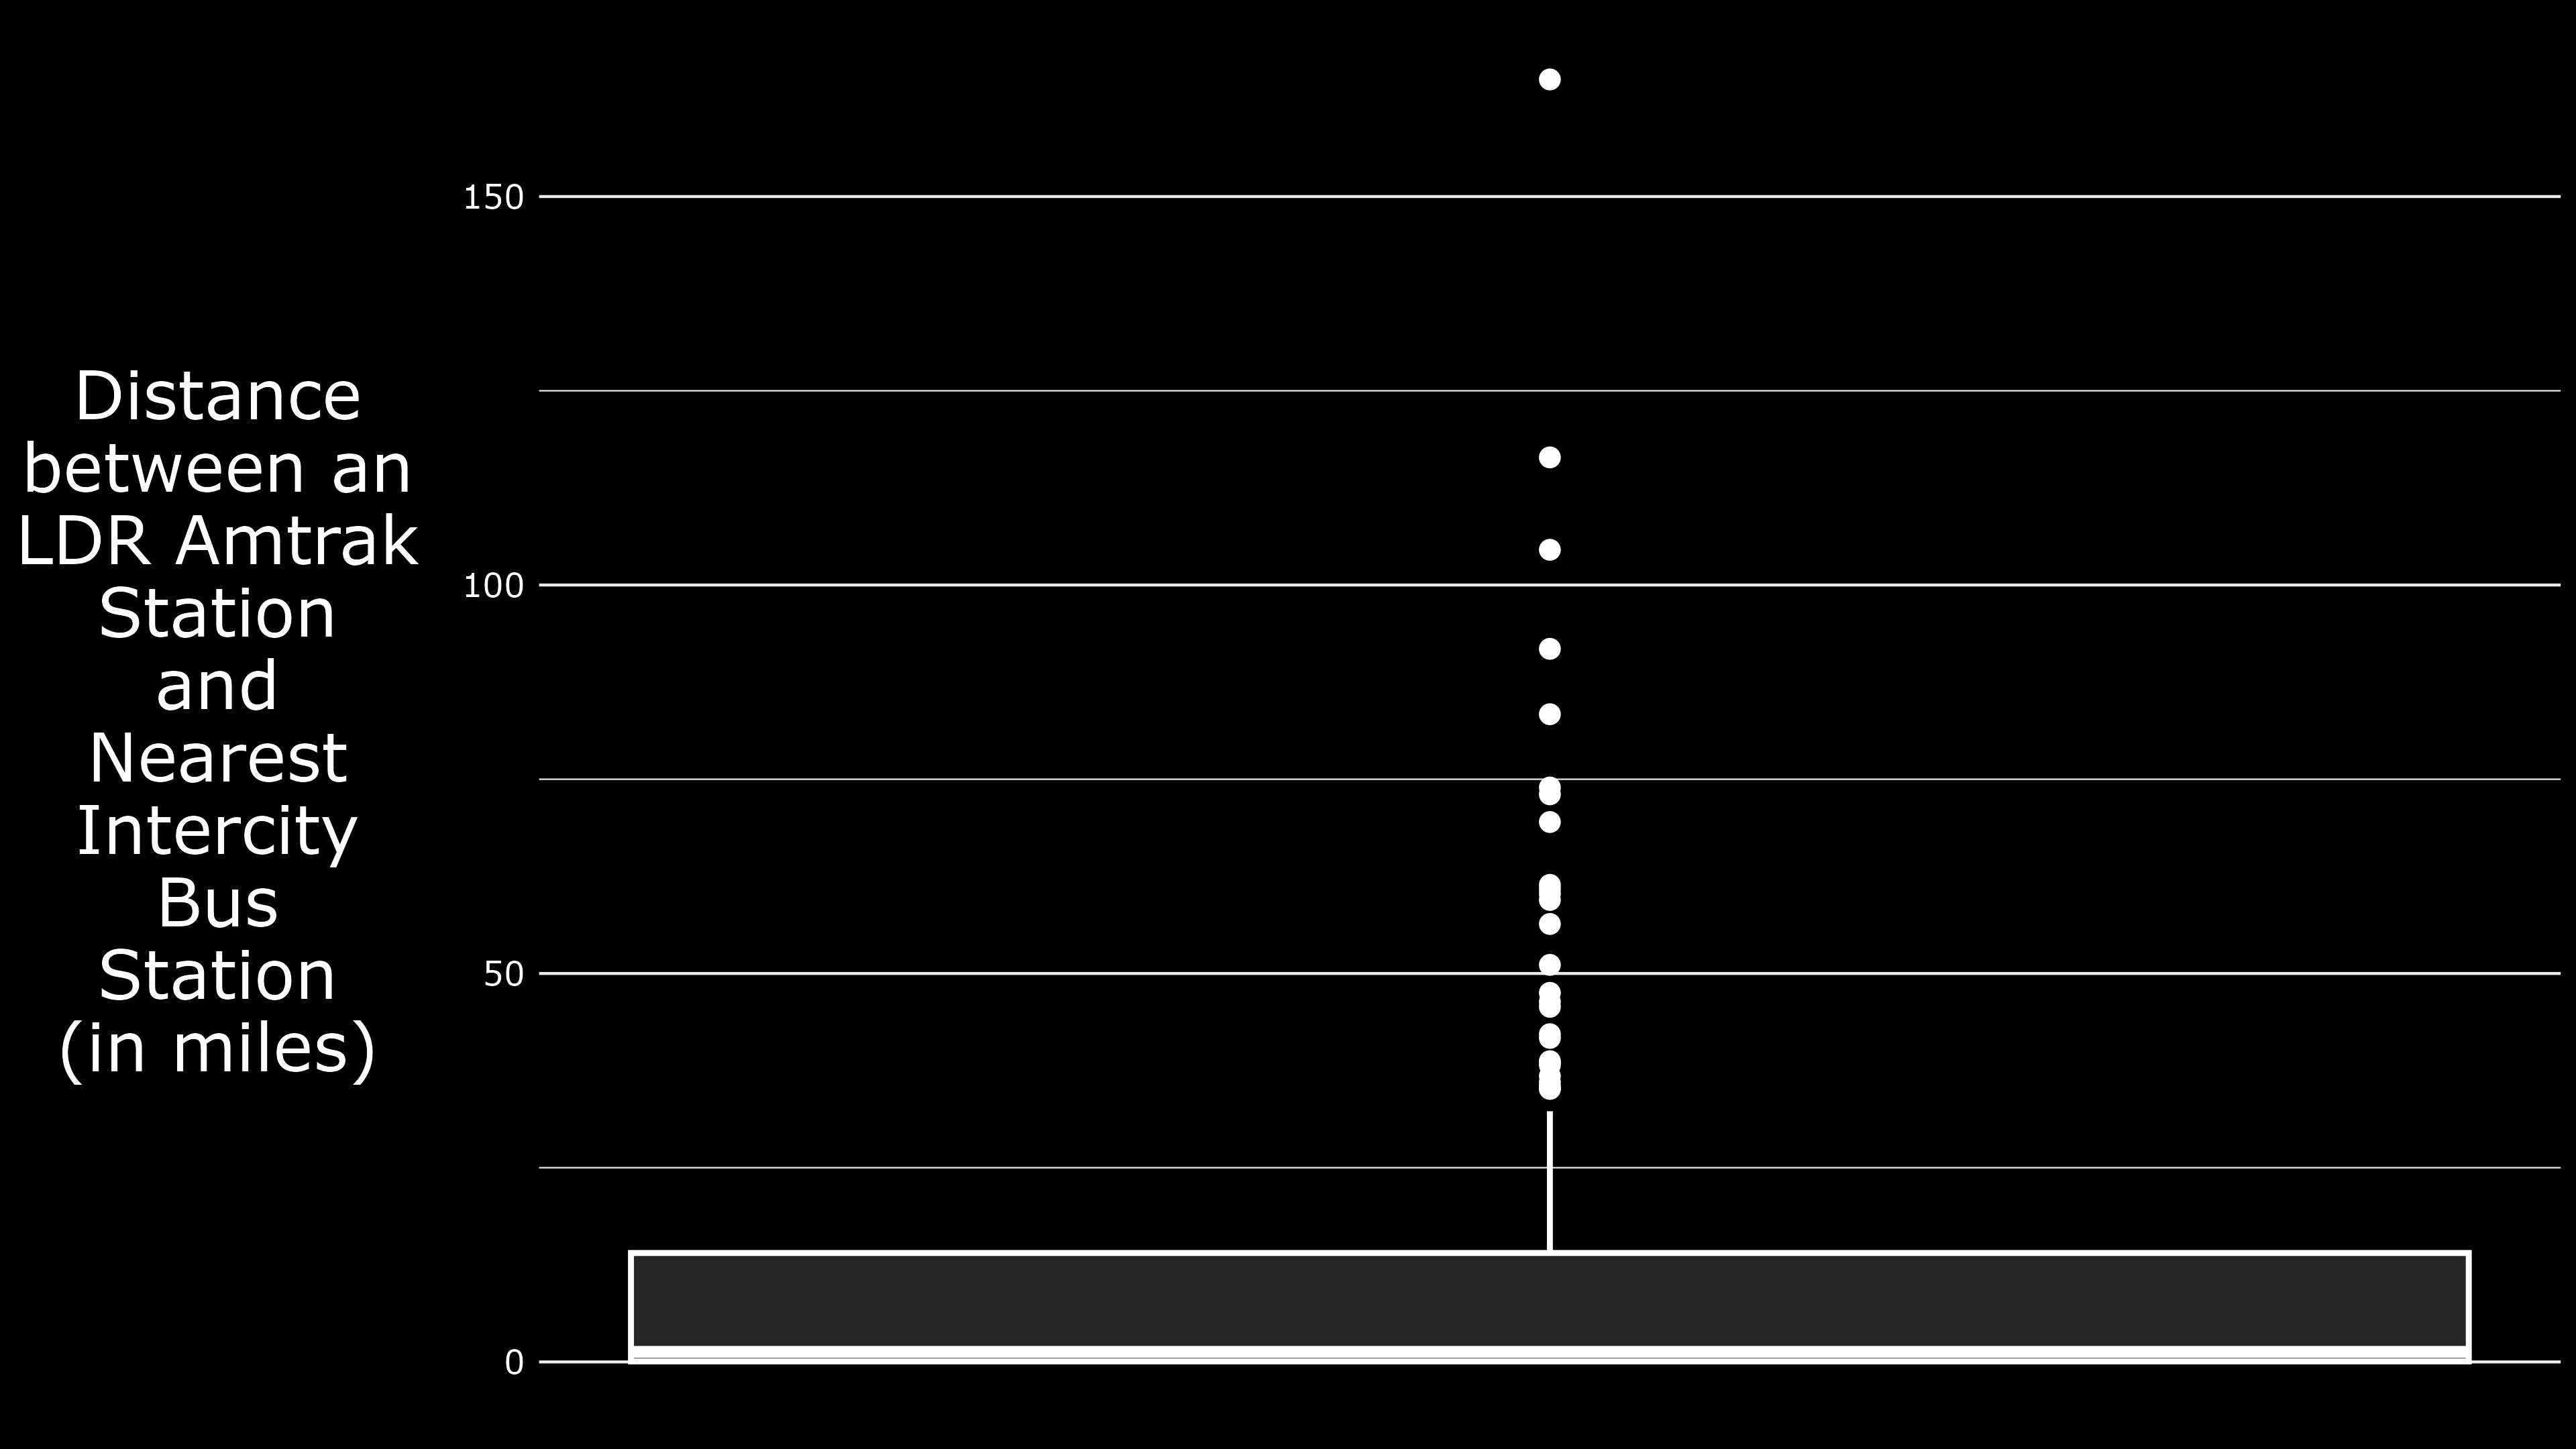 Distance
between an
LDR Amtrak
Station
and
Nearest
Intercity
Bus
Station
(in miles)
150
100
50
0